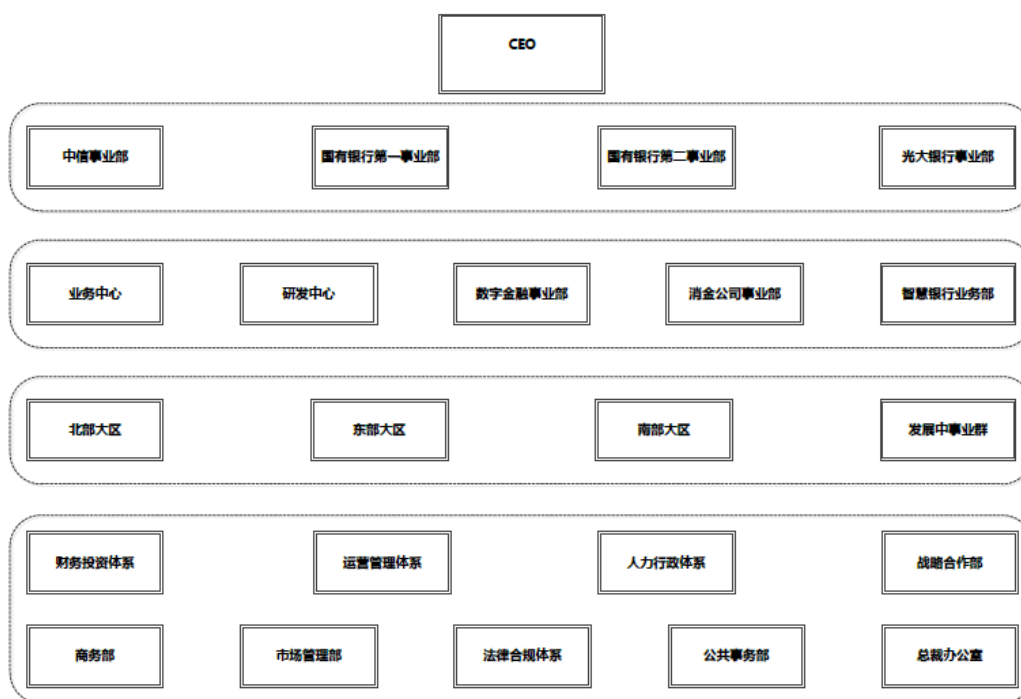 CEO
中信事业部
国有银行第一事业部
国有银行第二事业部
光大银行事业部
业务中心
研发中心
数字金融事业部
消金公司事业部
智慧银行业务部
北部大区
东部大区
南部大区
发展中事业群
财务投资体系
运营管理体系
人力行政体系
战略合作部
商务部
市场管理部
法律合规体系
公共事务部
总裁办公室